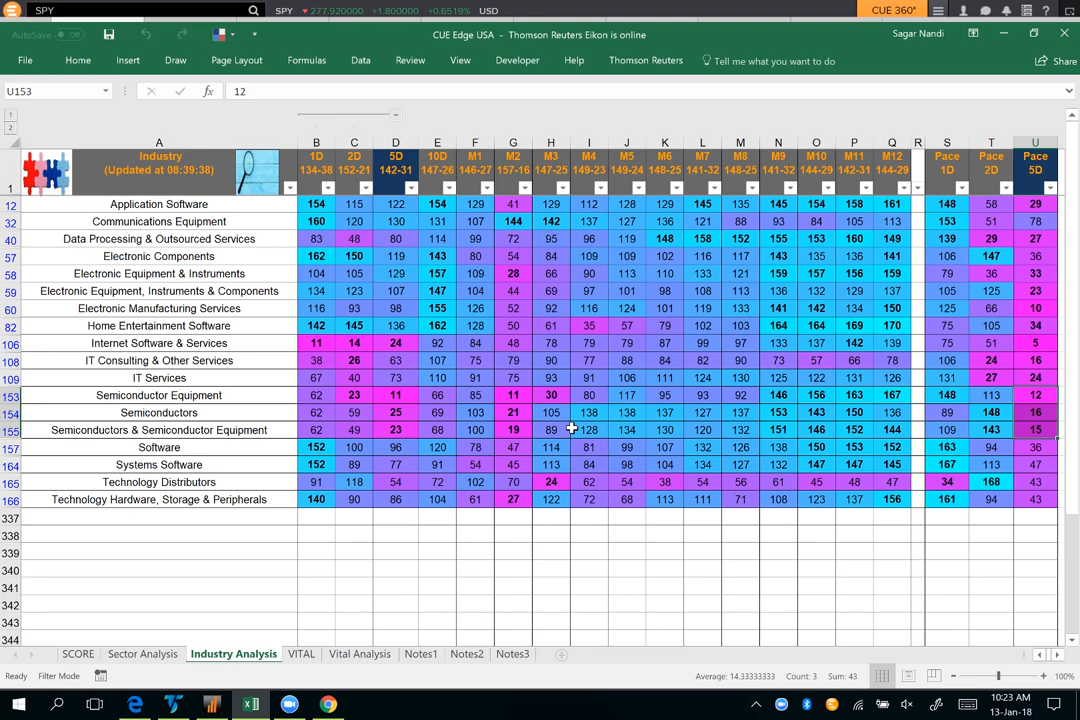 SPY SPY ▾ 277.920000 +1.800000 +0.6519% USD CUE 360°
AutoSave Off CUE Edge USA - Thomson Reuters Eikon is online Sagar Nandi
File Home Insert Draw Page Layout Formulas Data Review View Developer Help Thomson Reuters Tell me what you want to do Share
U153 fx 12
1
2
A B C D E F G H I J K L M N O P Q R S T U
Industry 1D 2D 5D 10D M1 M2 M3 M4 M5 M6 M7 M8 M9 M10 M11 M12 Pace Pace Pace
(Updated at 08:39:38) 134-38 152-21 142-31 147-26 146-27 157-16 147-25 149-23 149-24 148-25 141-32 148-25 141-32 144-29 142-31 144-29 1D 2D 5D
1
12 Application Software 154 115 122 154 129 41 129 112 128 129 145 135 145 154 158 161 148 58 29
32 Communications Equipment 160 120 130 131 107 144 142 137 127 136 121 88 93 84 105 113 153 51 78
40 Data Processing & Outsourced Services 83 48 80 114 99 72 95 96 119 148 158 152 155 153 160 149 139 29 27
57 Electronic Components 162 150 119 143 80 54 84 109 109 102 116 117 143 135 136 141 106 147 36
58 Electronic Equipment & Instruments 104 105 129 157 109 28 66 90 113 110 133 121 159 157 156 159 79 36 33
59 Electronic Equipment, Instruments & Components 134 123 107 147 104 44 69 97 101 98 108 113 136 132 129 137 105 125 23
60 Electronic Manufacturing Services 116 93 98 155 126 52 92 116 124 101 119 133 141 142 134 150 125 66 10
82 Home Entertainment Software 142 145 136 162 128 50 61 35 57 79 102 103 164 164 169 170 75 105 34
106 Internet Software & Services 11 14 24 92 84 48 78 79 79 87 99 97 133 137 142 139 75 51 5
108 IT Consulting & Other Services 38 26 63 107 75 79 90 77 88 84 82 90 73 57 66 78 106 24 16
109 IT Services 67 40 73 110 91 75 93 91 106 111 124 130 125 122 131 126 131 27 24
153 Semiconductor Equipment 62 23 11 66 85 11 30 80 117 95 93 92 146 156 163 167 148 113 12
154 Semiconductors 62 59 25 69 103 21 105 138 138 137 127 137 153 143 150 136 89 148 16
155 Semiconductors & Semiconductor Equipment 62 49 23 68 100 19 89 128 134 130 120 132 151 146 152 144 109 143 15
157 Software 152 100 96 120 78 47 114 81 99 107 132 126 138 150 153 152 163 94 36
164 Systems Software 152 89 77 91 54 45 113 84 98 104 134 127 132 147 147 145 167 113 47
165 Technology Distributors 91 118 54 72 102 70 24 62 54 38 54 56 61 45 48 47 34 168 43
166 Technology Hardware, Storage & Peripherals 140 90 86 104 61 27 122 72 68 113 111 71 108 123 137 156 161 94 43
337
338
339
340
341
342
343
344
SCORE Sector Analysis Industry Analysis VITAL Vital Analysis Notes1 Notes2 Notes3
Ready Filter Mode Average: 14.33333333 Count: 3 Sum: 43 100%
10:23 AM
13-Jan-18